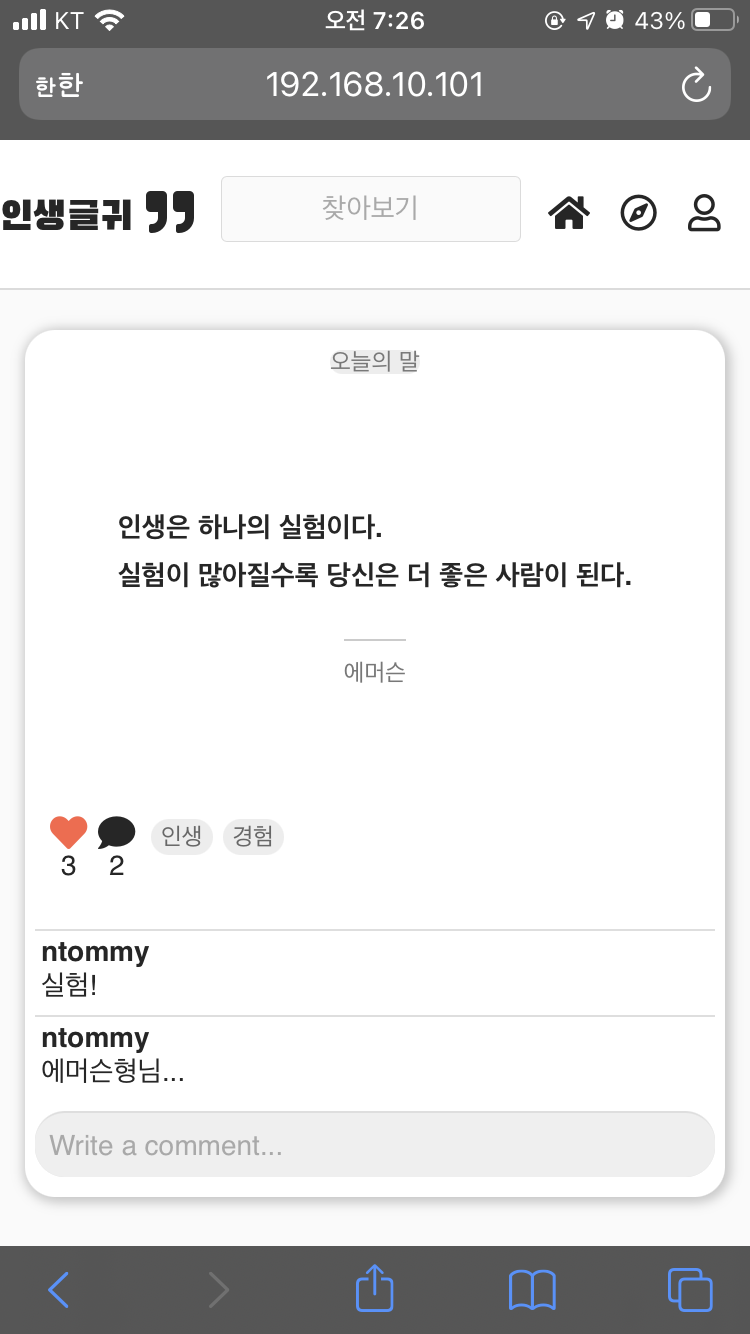 KT 오전 7:26 43%
한한 192.168.10.101
인생글귀 찾아보기
오늘의 말
인생은 하나의 실험이다.
실험이 많아질수록 당신은 더 좋은 사람이 된다.
에머슨
인생 경험
3 2
ntommy
실험!
ntommy
에머슨형님...
Write a comment...